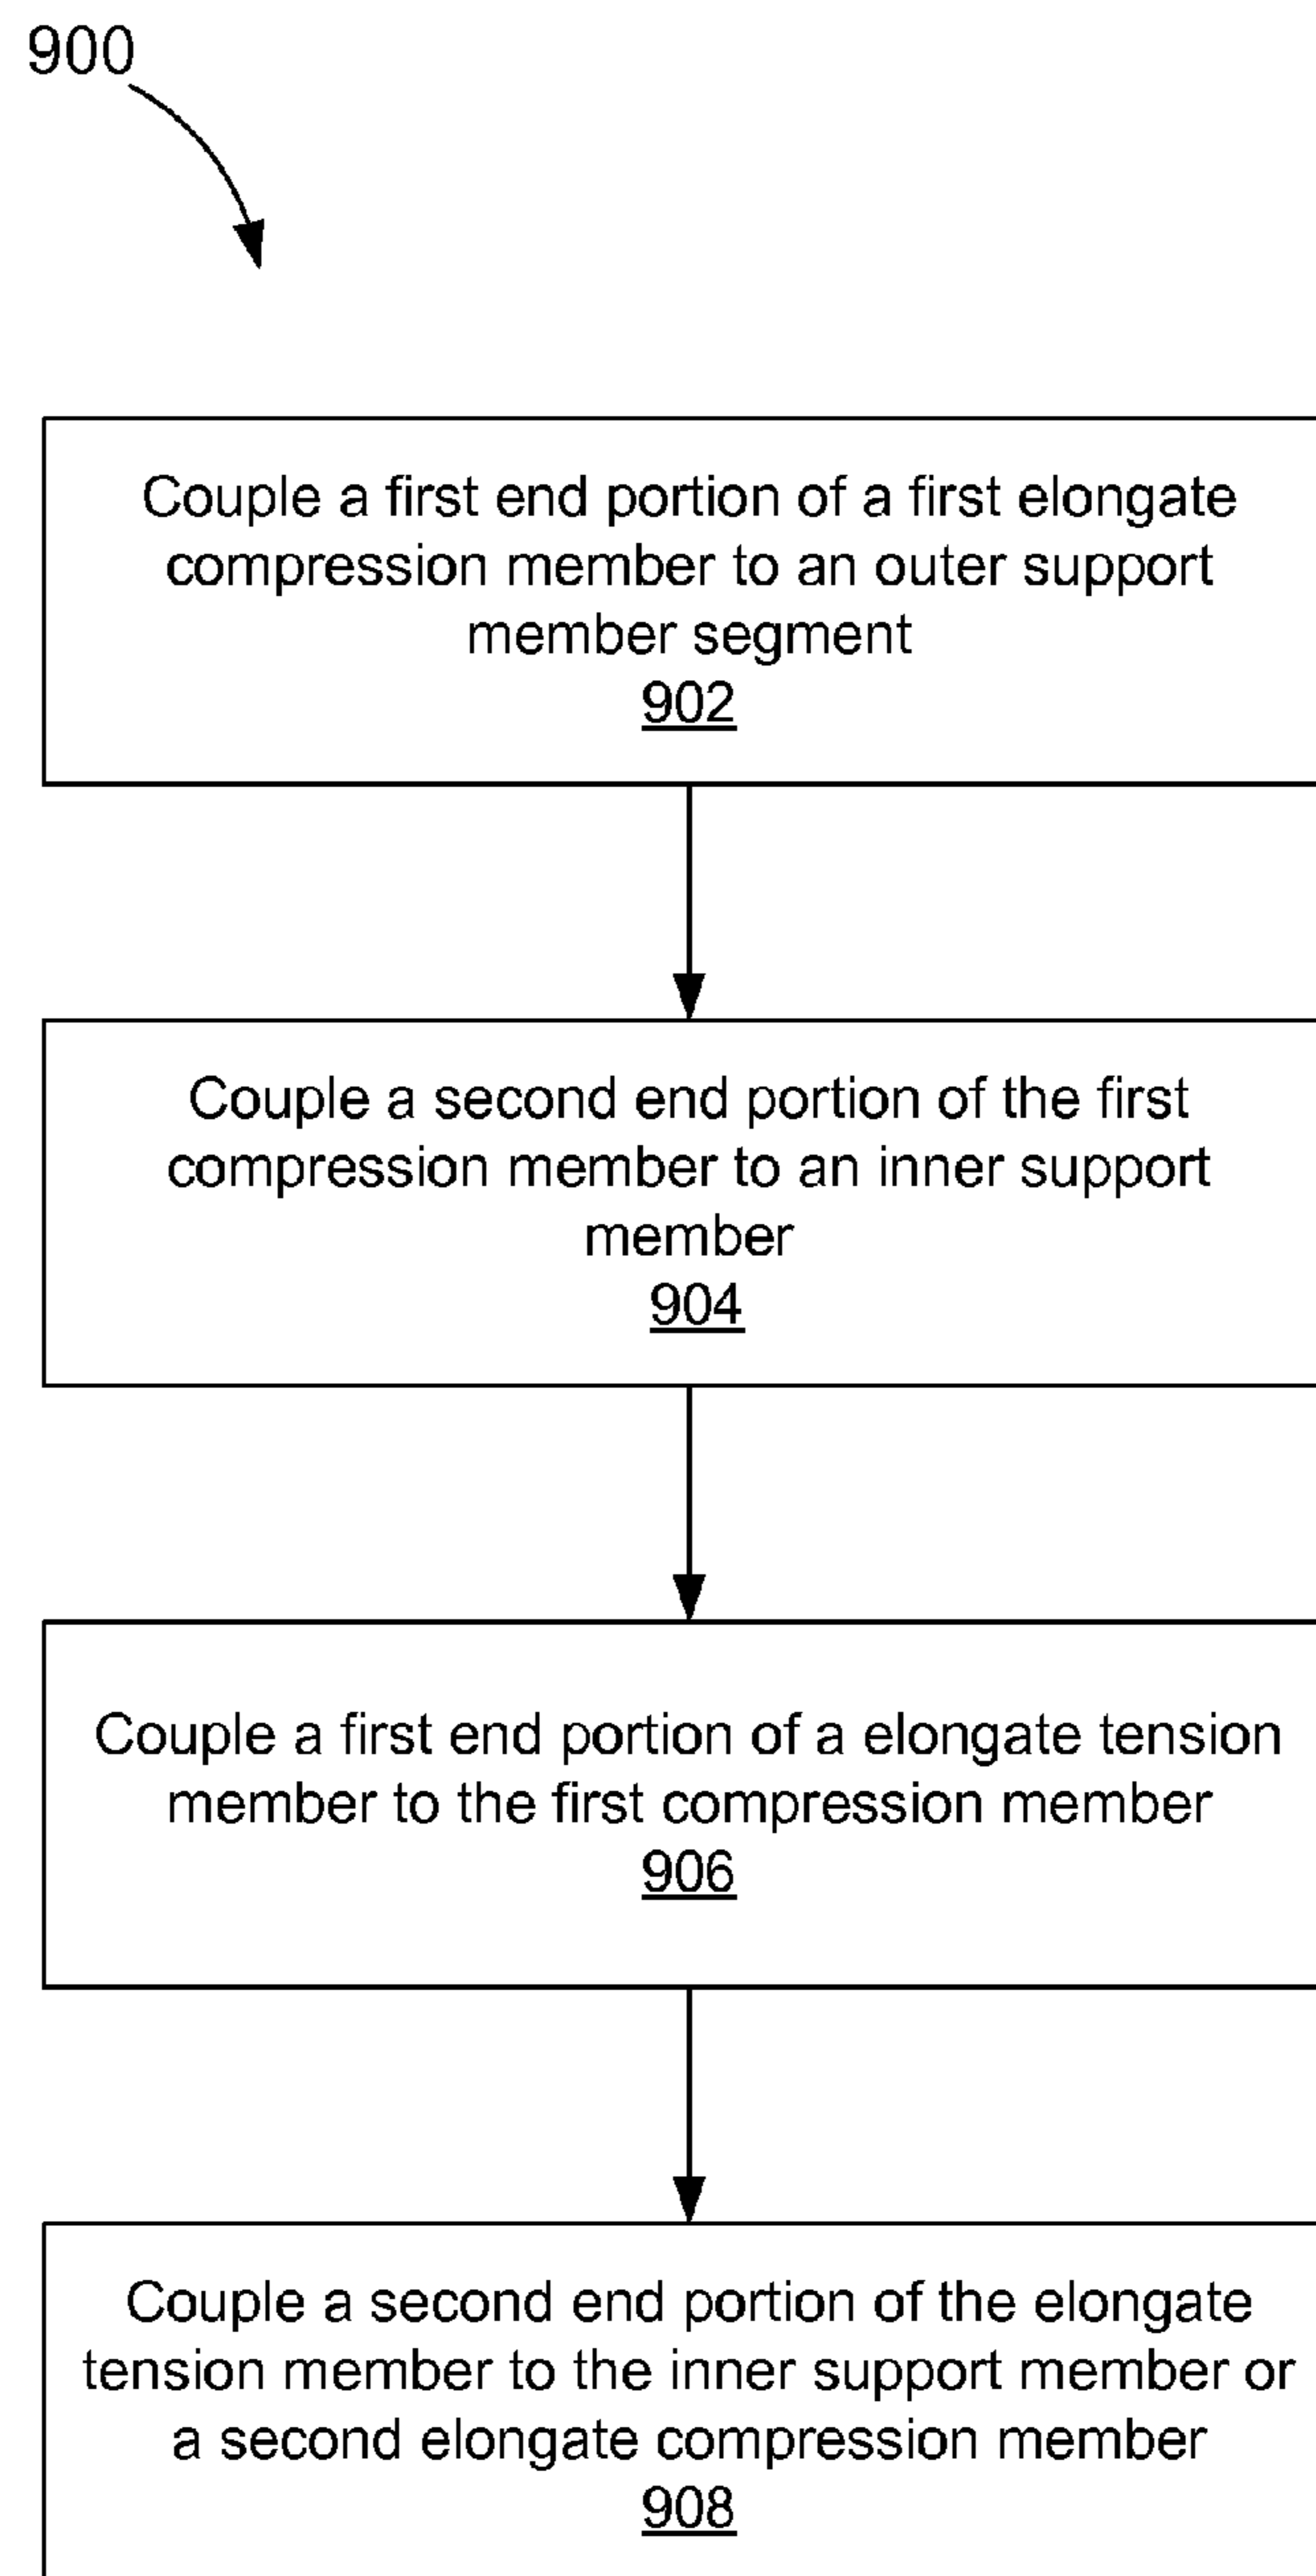 900
Couple a first end portion of a first elongate
compression member to an outer support
member segment
902
Couple a second end portion of the first
compression member to an inner support
member
904
Couple a first end portion of a elongate tension
member to the first compression member
906
Couple a second end portion of the elongate
tension member to the inner support member or
a second elongate compression member
908